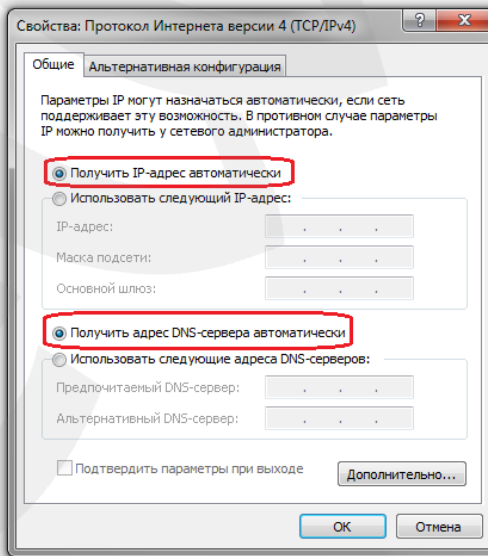 Свойства: Протокол Интернета версии 4 (TCP/IPv4)
Общие
Альтернативная конфигурация
Параметры IP могут назначаться автоматически, если сеть
поддерживает эту возможность. В противном случае параметры
IP можно получить у сетевого администратора.
Получить IP-адрес автоматически
Использовать следующий IP-адрес:
IP-адрес:
Маска подсети:
Основной шлюз:
Получить адрес DNS-сервера автоматически
Использовать следующие адреса DNS-серверов:
Предпочитаемый DNS-сервер:
Альтернативный DNS-сервер:
Подтвердить параметры при выходе
Дополнительно...
ОК
Отмена